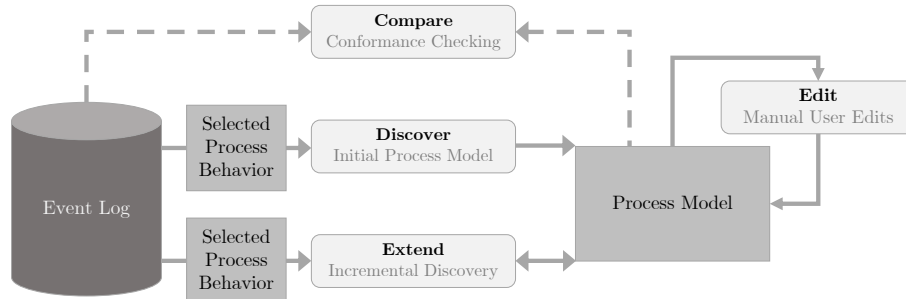 Compare
Conformance Checking
Edit
Manual User Edits
Selected
Process
Behavior
Discover
Initial Process Model
Event Log
Process Model
Selected
Process
Behavior
Extend
Incremental Discovery